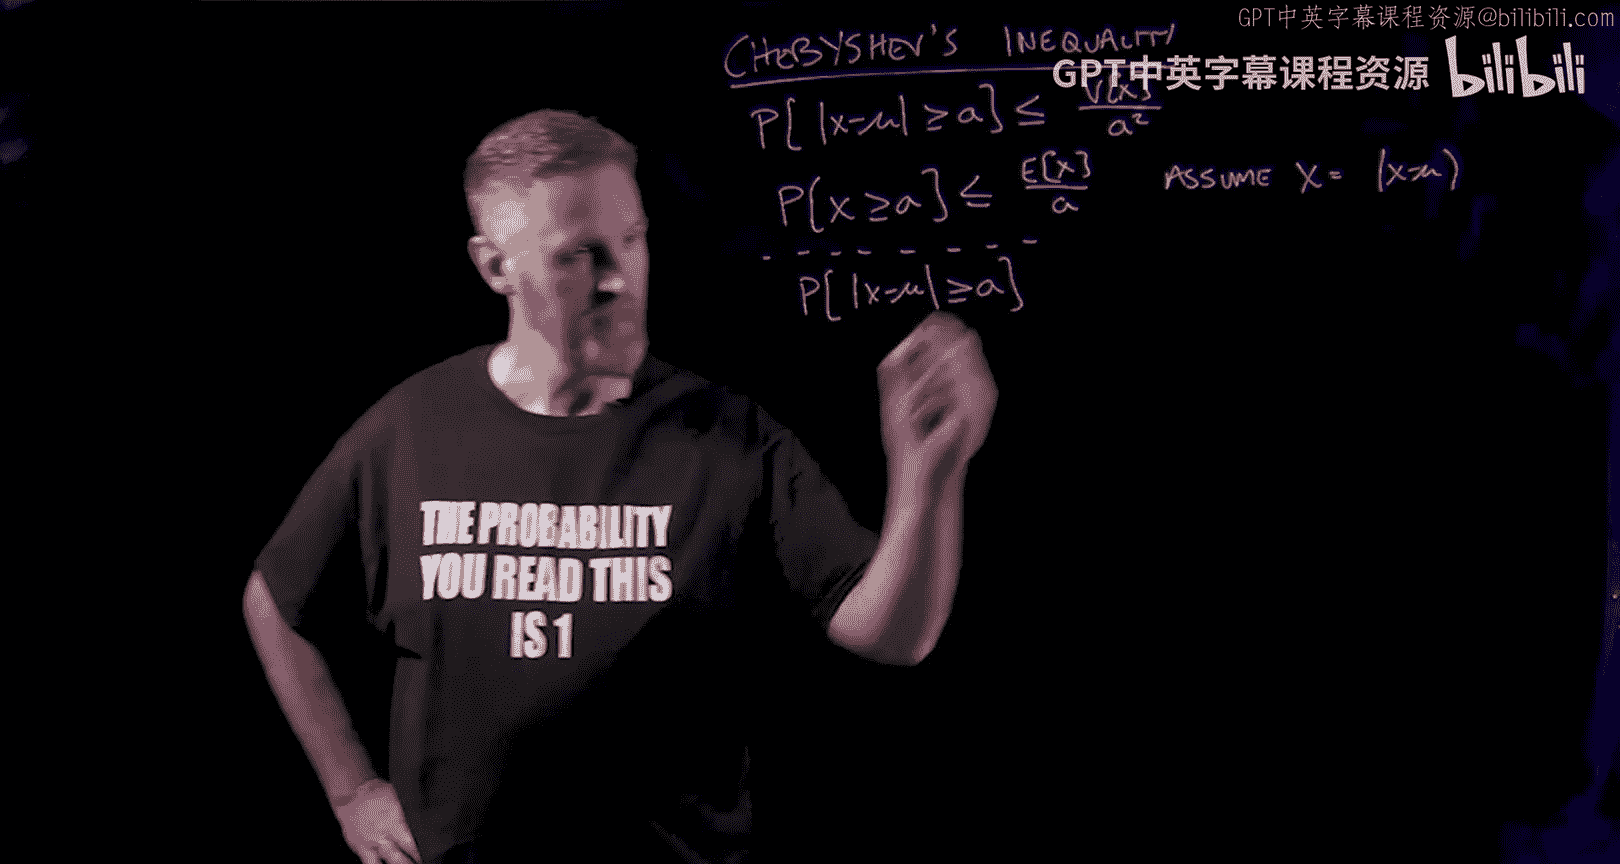 GPT中英字幕课程资源@bilibili.com
CHEBYSHEV'S INEQUALITY
GPT中英字幕课程资源 bilibili
P[|x-μ| ≥ a] ≤ V[x]/a²
P[x ≥ a] ≤ E[x]/a ASSUME X = |x-μ|
P[|x-μ| ≥ a]
THE PROBABILITY
YOU READ THIS
IS 1